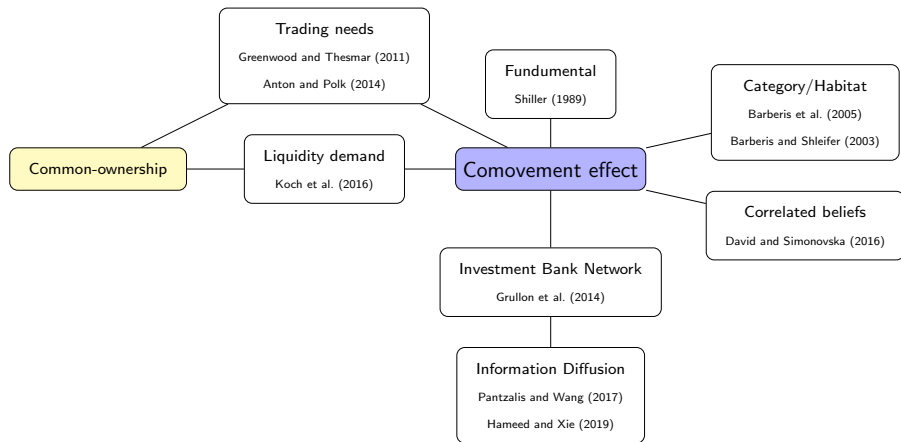 Trading needs
Greenwood and Thesmar (2011)
Anton and Polk (2014)
Fundumental
Shiller (1989)
Category/Habitat
Barberis et al. (2005)
Barberis and Shleifer (2003)
Common-ownership
Liquidity demand
Koch et al. (2016)
Comovement effect
Correlated beliefs
David and Simonovska (2016)
Investment Bank Network
Grullon et al. (2014)
Information Diffusion
Pantzalis and Wang (2017)
Hameed and Xie (2019)